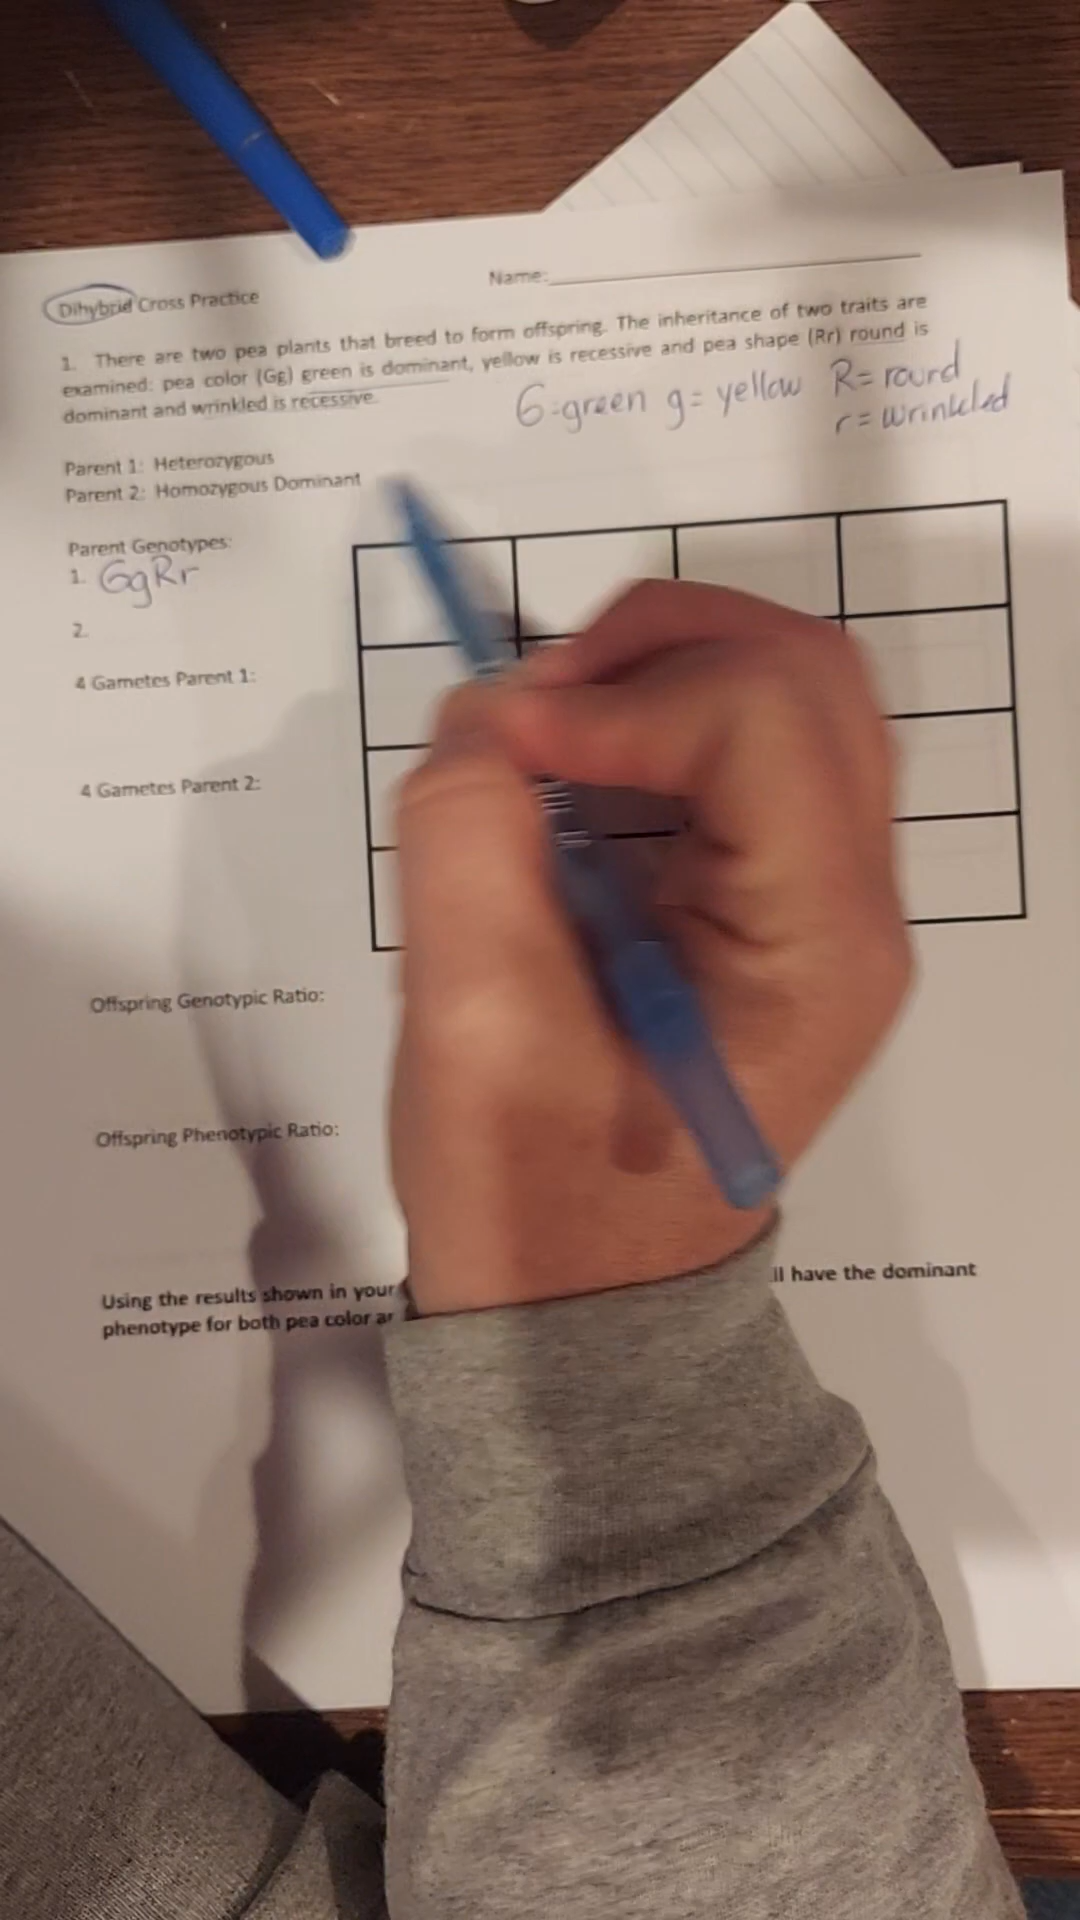 Name:
Dihybrid Cross Practice
1. There are two pea plants that breed to form offspring. The inheritance of two traits are
examined: pea color (Gg) green is dominant, yellow is recessive and pea shape (Rr) round is
dominant and wrinkled is recessive.
G=green g= yellow R= round
r= wrinkled
Parent 1: Heterozygous
Parent 2: Homozygous Dominant
Parent Genotypes:
1. GgRr
2.
4 Gametes Parent 1:
4 Gametes Parent 2:
Offspring Genotypic Ratio:
Offspring Phenotypic Ratio:
Using the results shown in your ll have the dominant
phenotype for both pea color